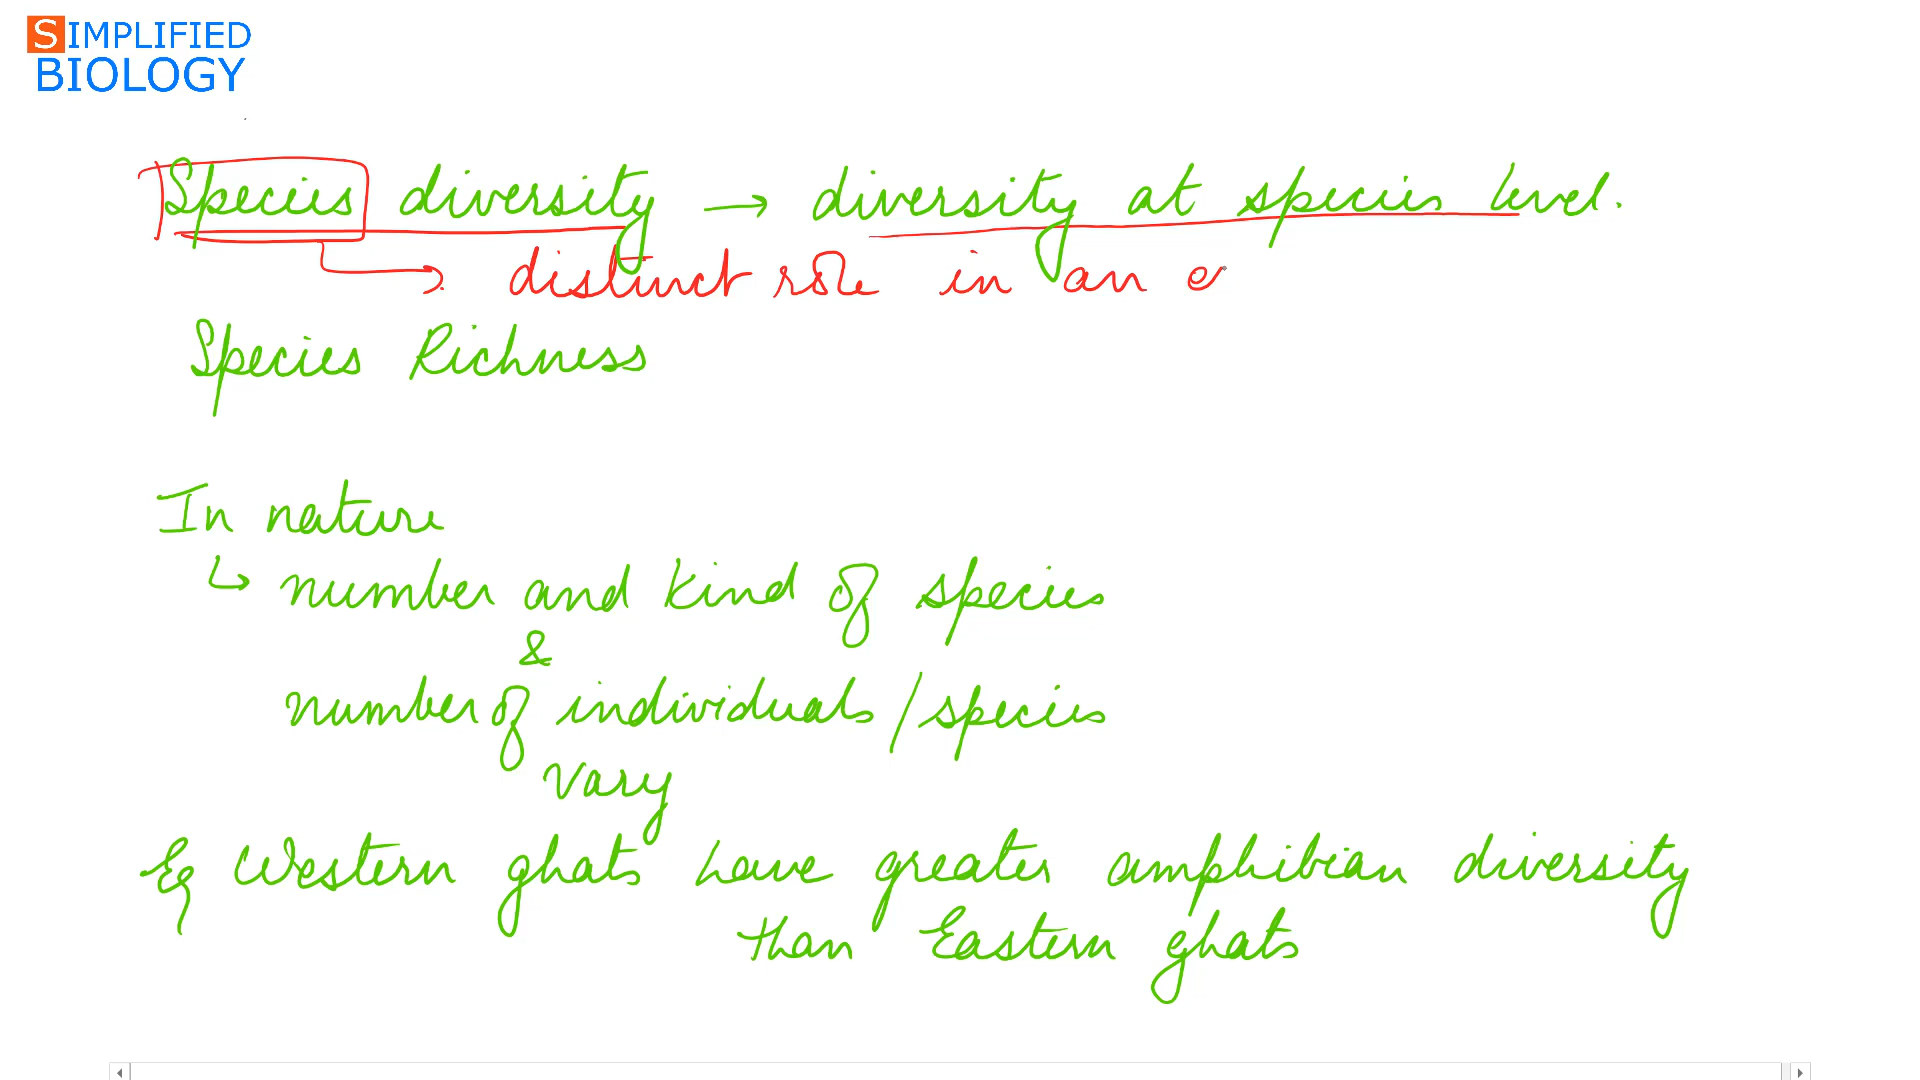 SIMPLIFIED
BIOLOGY
Species diversity → diversity at species level.
→ distinct role in an e
Species Richness
In nature
↳ number and kind of species
&
number of individuals/species
vary
Eg Western ghats have greater amphibian diversity
than Eastern ghats